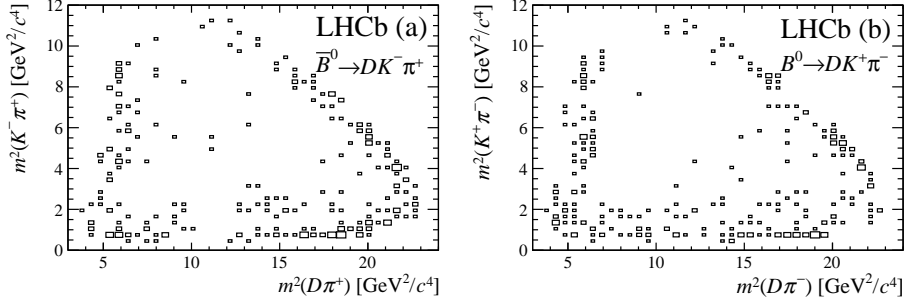 LHCb (a)
B̅⁰→DK⁻π⁺
m²(K⁻π⁺) [GeV²/c⁴]
12
10
8
6
4
2
0
5 10 15 20
m²(Dπ⁺) [GeV²/c⁴]
LHCb (b)
B⁰→DK⁺π⁻
m²(K⁺π⁻) [GeV²/c⁴]
12
10
8
6
4
2
0
5 10 15 20
m²(Dπ⁻) [GeV²/c⁴]